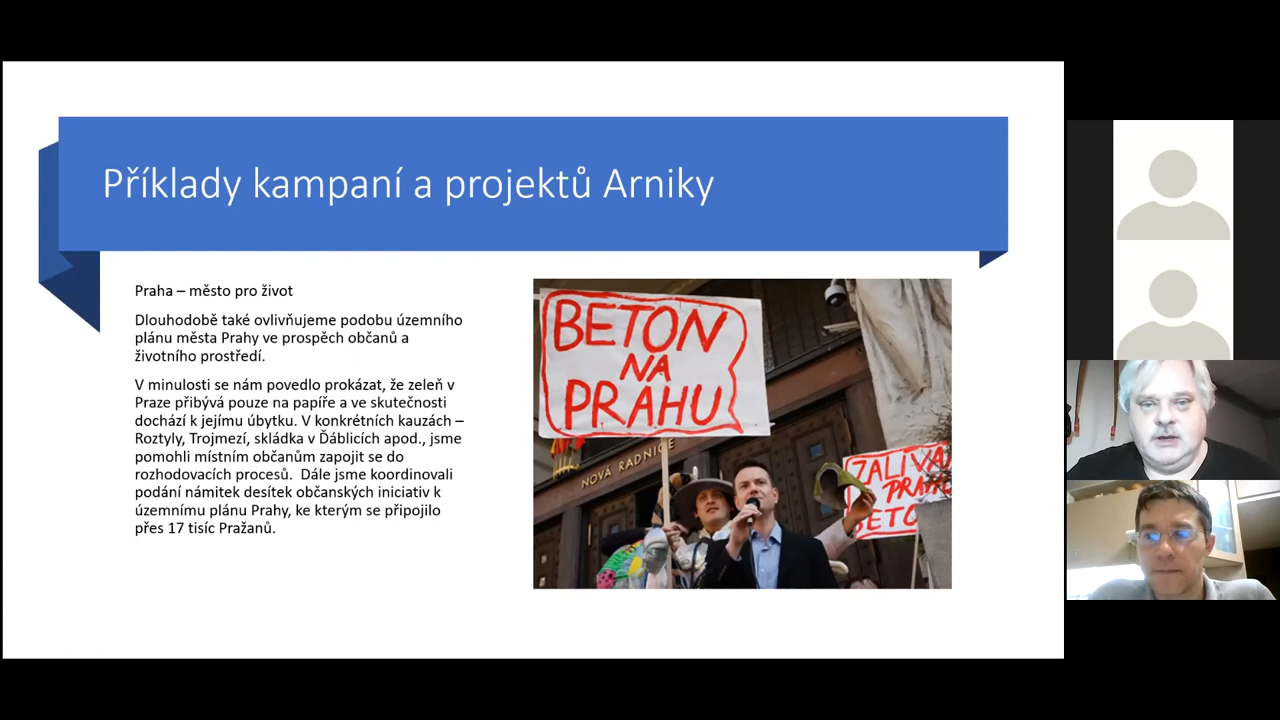 Příklady kampaní a projektů Arniky
Praha – město pro život
Dlouhodobě také ovlivňujeme podobu územního
plánu města Prahy ve prospěch občanů a
životního prostředí.
V minulosti se nám povedlo prokázat, že zeleň v
Praze přibývá pouze na papíře a ve skutečnosti
dochází k jejímu úbytku. V konkrétních kauzách –
Roztyly, Trojmezí, skládka v Ďáblicích apod., jsme
pomohli místním občanům zapojit se do
rozhodovacích procesů.  Dále jsme koordinovali
podání námitek desítek občanských iniciativ k
územnímu plánu Prahy, ke kterým se připojilo
přes 17 tisíc Pražanů.
BETON
NA
PRAHU
NOVÁ RADNICE